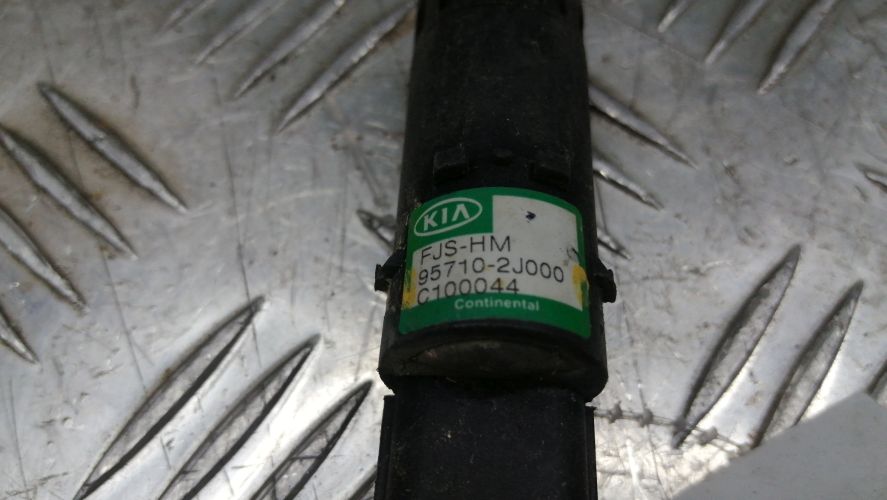 KIA
FJS-HM
95710-2J000
C100044
Continental